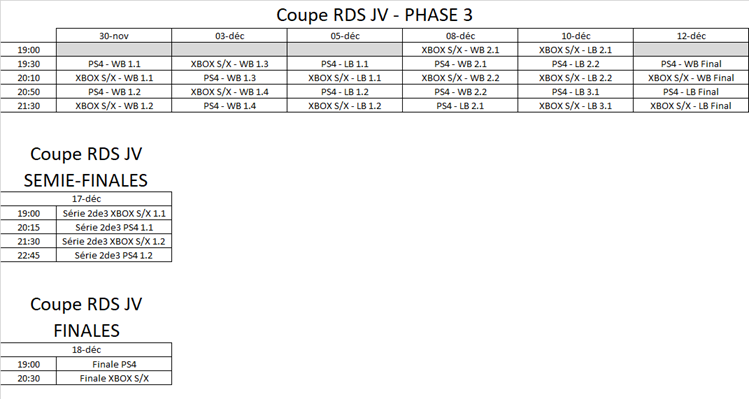 Coupe RDS JV - PHASE 3
30-nov 03-déc 05-déc 08-déc 10-déc 12-déc
19:00 XBOX S/X - WB 2.1 XBOX S/X - LB 2.1
19:30 PS4 - WB 1.1 XBOX S/X - WB 1.3 PS4 - LB 1.1 PS4 - WB 2.1 PS4 - LB 2.2 PS4 - WB Final
20:10 XBOX S/X - WB 1.1 PS4 - WB 1.3 XBOX S/X - LB 1.1 XBOX S/X - WB 2.2 XBOX S/X - LB 2.2 XBOX S/X - WB Final
20:50 PS4 - WB 1.2 XBOX S/X - WB 1.4 PS4 - LB 1.2 PS4 - WB 2.2 PS4 - LB 3.1 PS4 - LB Final
21:30 XBOX S/X - WB 1.2 PS4 - WB 1.4 XBOX S/X - LB 1.2 PS4 - LB 2.1 XBOX S/X - LB 3.1 XBOX S/X - LB Final
Coupe RDS JV
SEMIE-FINALES
17-déc
19:00 Série 2de3 XBOX S/X 1.1
20:15 Série 2de3 PS4 1.1
21:30 Série 2de3 XBOX S/X 1.2
22:45 Série 2de3 PS4 1.2
Coupe RDS JV
FINALES
18-déc
19:00 Finale PS4
20:30 Finale XBOX S/X